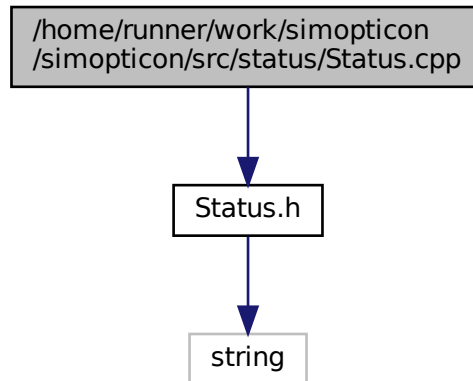 /home/runner/work/simopticon
/simopticon/src/status/Status.cpp
Status.h
string